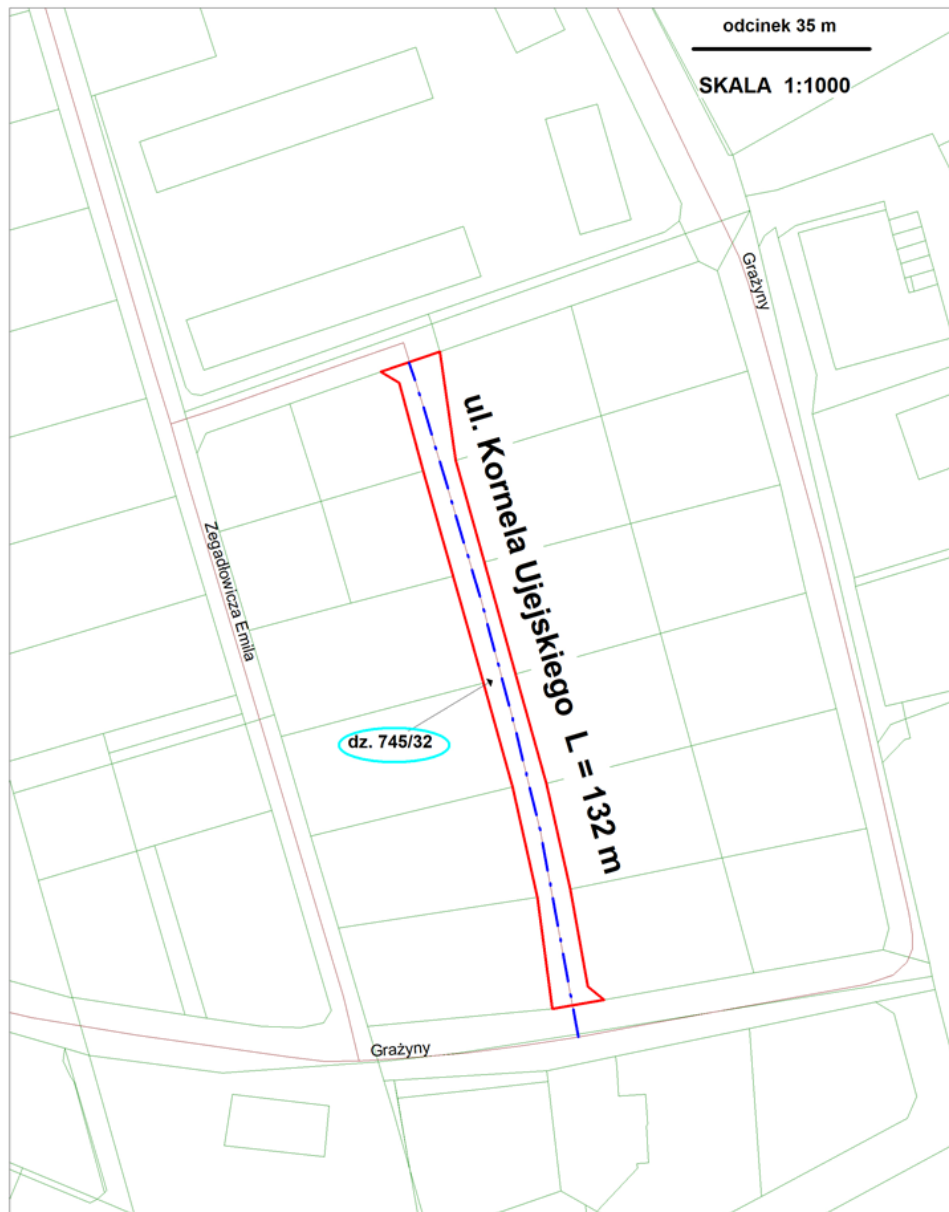 odcinek 35 m
SKALA 1:1000
Grażyny
ul. Kornela Ujejskiego L = 132 m
Zegadłowicza Emila
dz. 745/32
Grażyny